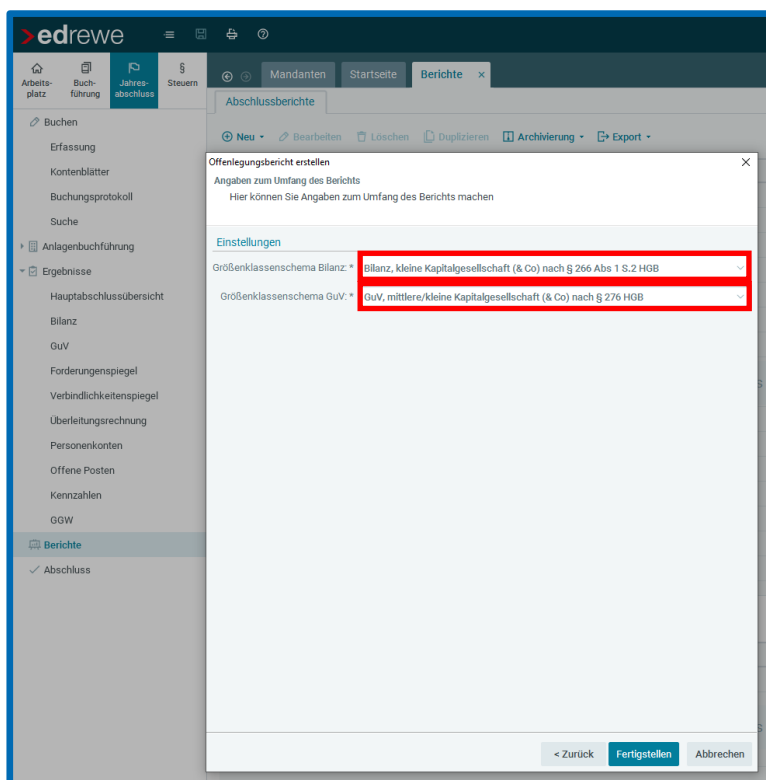 edrewe
Arbeits-
platz
Buch-
führung
Jahres-
abschluss
§
Steuern
Mandanten
Startseite
Berichte ×
Abschlussberichte
Neu
Bearbeiten
Löschen
Duplizieren
Archivierung
Export
Buchen
Erfassung
Kontenblätter
Buchungsprotokoll
Suche
Anlagenbuchführung
Ergebnisse
Hauptabschlussübersicht
Bilanz
GuV
Forderungenspiegel
Verbindlichkeitenspiegel
Überleitungsrechnung
Personenkonten
Offene Posten
Kennzahlen
GGW
Berichte
Abschluss
Offenlegungsbericht erstellen
Angaben zum Umfang des Berichts
Hier können Sie Angaben zum Umfang des Berichts machen
Einstellungen
Größenklassenschema Bilanz: * Bilanz, kleine Kapitalgesellschaft (& Co) nach § 266 Abs 1 S.2 HGB
Größenklassenschema GuV: * GuV, mittlere/kleine Kapitalgesellschaft (& Co) nach § 276 HGB
< Zurück
Fertigstellen
Abbrechen